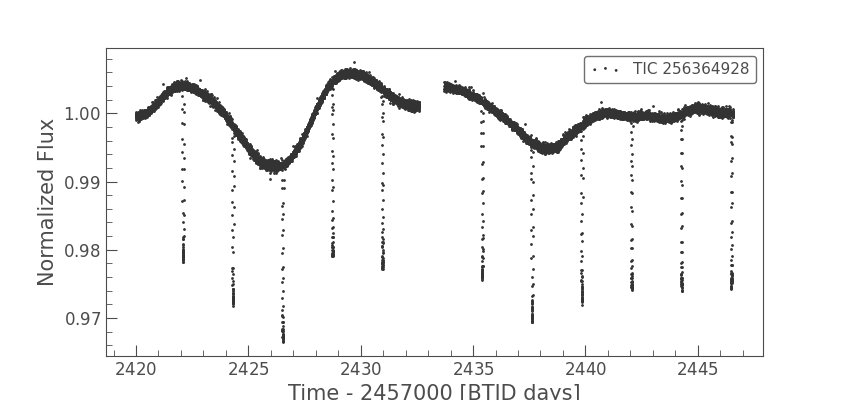 TIC 256364928
Normalized Flux
1.00
0.99
0.98
0.97
2420 2425 2430 2435 2440 2445
Time - 2457000 [BTJD days]